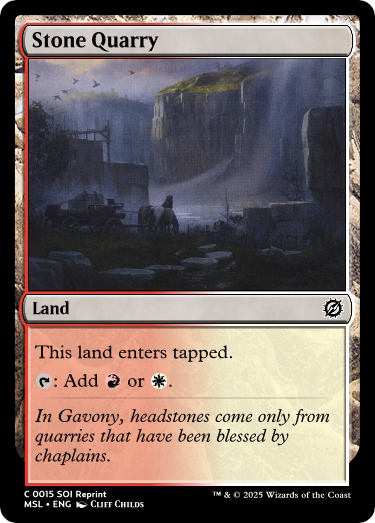 Stone Quarry
Land
This land enters tapped.
: Add or .
In Gavony, headstones come only from
quarries that have been blessed by
chaplains.
C 0015 SOI Reprint
MSL • ENG Cliff Childs
™ & © 2025 Wizards of the Coast